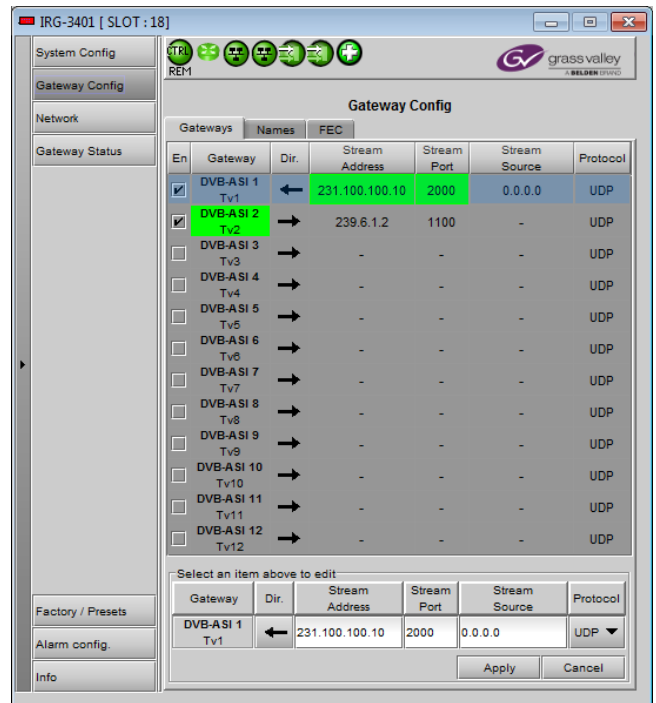 IRG-3401 [ SLOT : 18]
System Config
Gateway Config
Network
Gateway Status
Factory / Presets
Alarm config.
Info
CTRL
REM
GV grass valley
A BELDEN BRAND
Gateway Config
Gateways Names FEC
En Gateway Dir. Stream Address Stream Port Stream Source Protocol
DVB-ASI 1 Tv1 231.100.100.10 2000 0.0.0.0 UDP
DVB-ASI 2 Tv2 239.6.1.2 1100 - UDP
DVB-ASI 3 Tv3 - - - UDP
DVB-ASI 4 Tv4 - - - UDP
DVB-ASI 5 Tv5 - - - UDP
DVB-ASI 6 Tv6 - - - UDP
DVB-ASI 7 Tv7 - - - UDP
DVB-ASI 8 Tv8 - - - UDP
DVB-ASI 9 Tv9 - - - UDP
DVB-ASI 10 Tv10 - - - UDP
DVB-ASI 11 Tv11 - - - UDP
DVB-ASI 12 Tv12 - - - UDP
Select an item above to edit
Gateway Dir. Stream Address Stream Port Stream Source Protocol
DVB-ASI 1 Tv1 231.100.100.10 2000 0.0.0.0 UDP
Apply Cancel